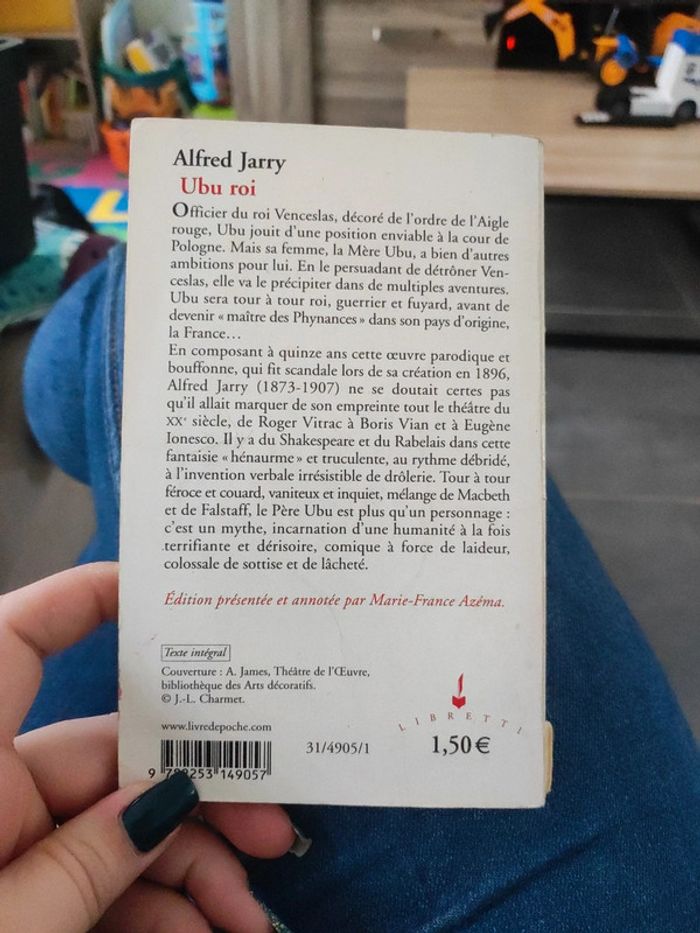 Alfred Jarry
Ubu roi
Officier du roi Venceslas, décoré de l'ordre de l'Aigle
rouge, Ubu jouit d'une position enviable à la cour de
Pologne. Mais sa femme, la Mère Ubu, a bien d'autres
ambitions pour lui. En le persuadant de détrôner Ven-
ceslas, elle va le précipiter dans de multiples aventures.
Ubu sera tour à tour roi, guerrier et fuyard, avant de
devenir « maître des Phynances » dans son pays d'origine,
la France...
En composant à quinze ans cette œuvre parodique et
bouffonne, qui fit scandale lors de sa création en 1896,
Alfred Jarry (1873-1907) ne se doutait certes pas
qu'il allait marquer de son empreinte tout le théâtre du
XXe siècle, de Roger Vitrac à Boris Vian et à Eugène
Ionesco. Il y a du Shakespeare et du Rabelais dans cette
fantaisie « hénaurme » et truculente, au rythme débridé,
à l'invention verbale irrésistible de drôlerie. Tour à tour
féroce et couard, vaniteux et inquiet, mélange de Macbeth
et de Falstaff, le Père Ubu est plus qu'un personnage :
c'est un mythe, incarnation d'une humanité à la fois
terrifiante et dérisoire, comique à force de laideur,
colossale de sottise et de lâcheté.
Édition présentée et annotée par Marie-France Azéma.
Texte intégral
Couverture : A. James, Théâtre de l'Œuvre,
bibliothèque des Arts décoratifs.
© J.-L. Charmet.
LIBRETTI
www.livredepoche.com
31/4905/1
1,50 €
9 782253 149057